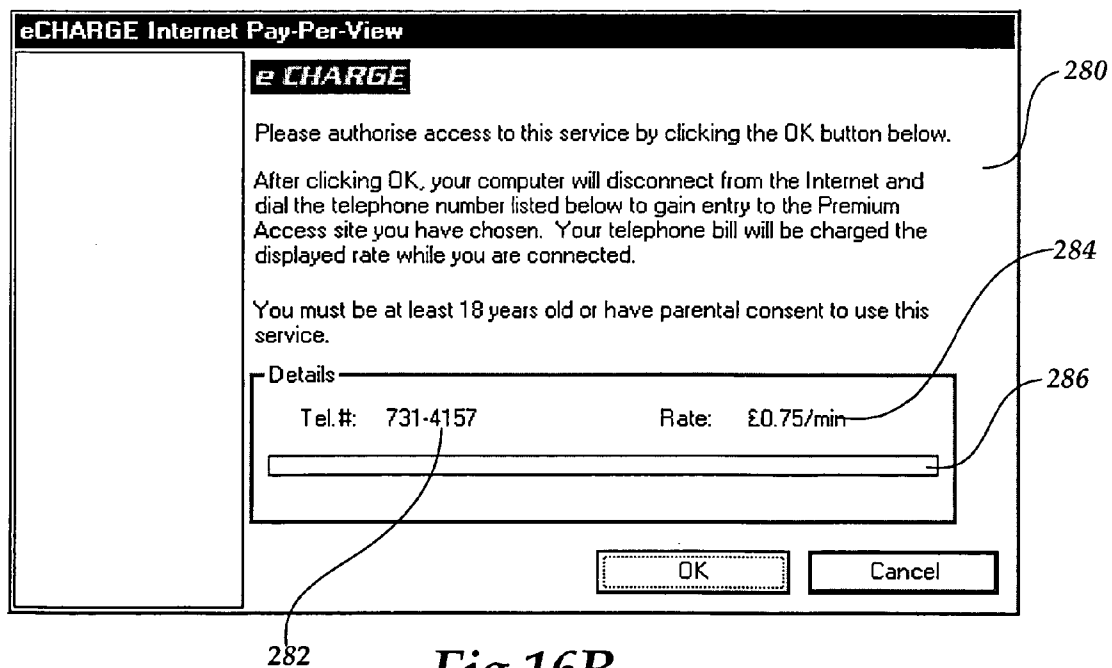 eCHARGE Internet Pay-Per-View
e CHARGE
280
Please authorise access to this service by clicking the OK button below.
After clicking OK, your computer will disconnect from the Internet and
dial the telephone number listed below to gain entry to the Premium
Access site you have chosen. Your telephone bill will be charged the
displayed rate while you are connected.
284
You must be at least 18 years old or have parental consent to use this
service.
Details
286
Tel.#: 731-4157 Rate: £0.75/min
OK Cancel
282
Fig.16B